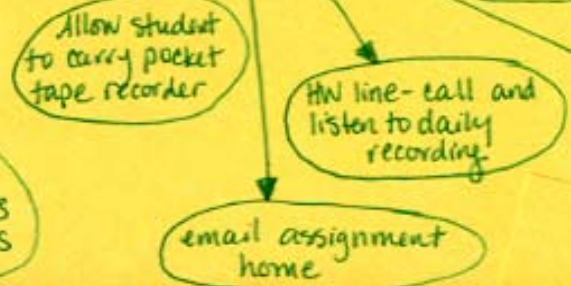 Allow student
to carry pocket
tape recorder
HW line - call and
listen to daily
recording
email assignment
home